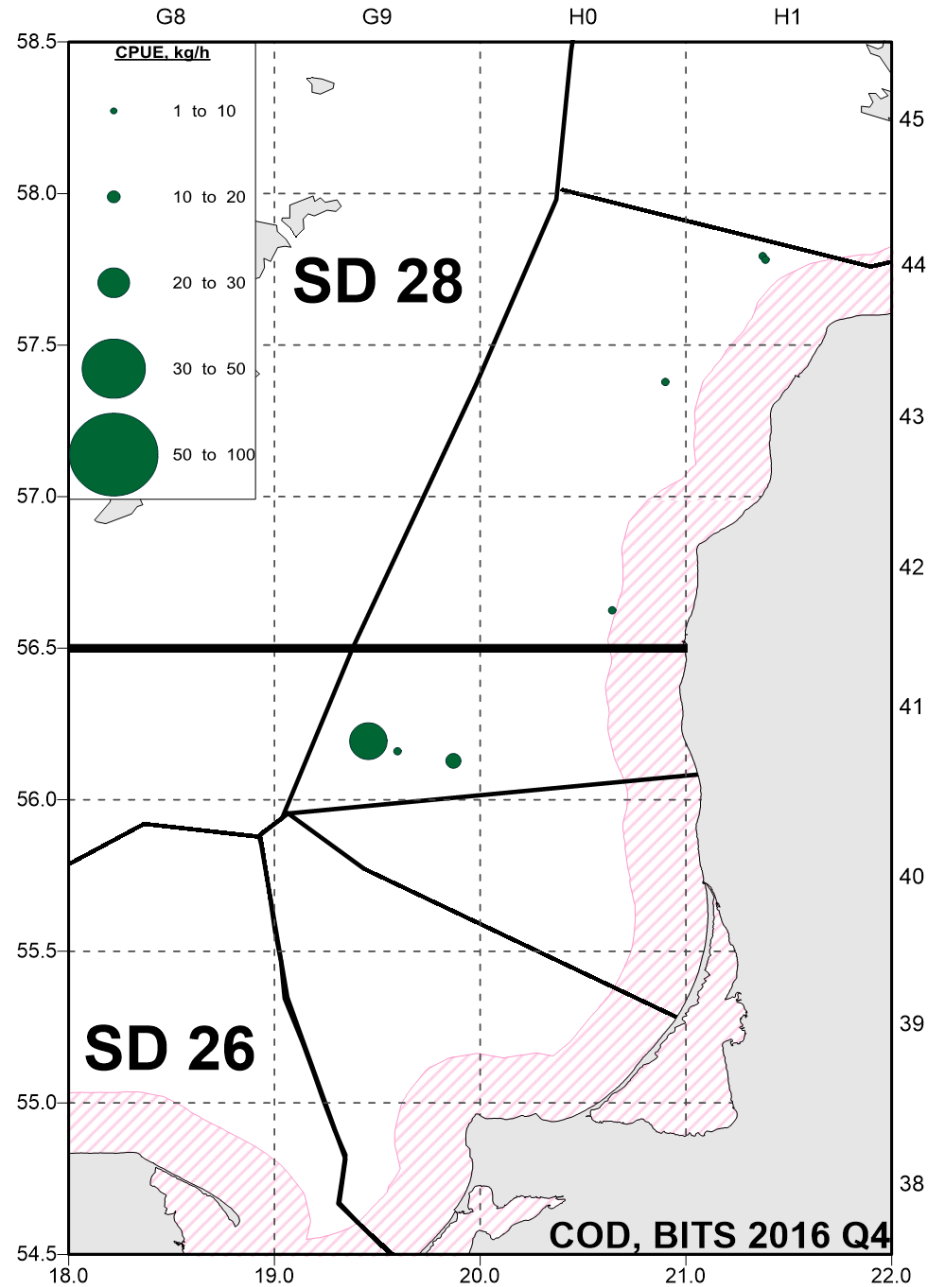 G8 G9 H0 H1
58.5
CPUE, kg/h
1 to 10
45
10 to 20
58.0
SD 28
44
20 to 30
57.5
30 to 50
43
50 to 100
57.0
42
56.5
41
56.0
40
55.5
39
SD 26
55.0
38
COD, BITS 2016 Q4
54.5
18.0 19.0 20.0 21.0 22.0